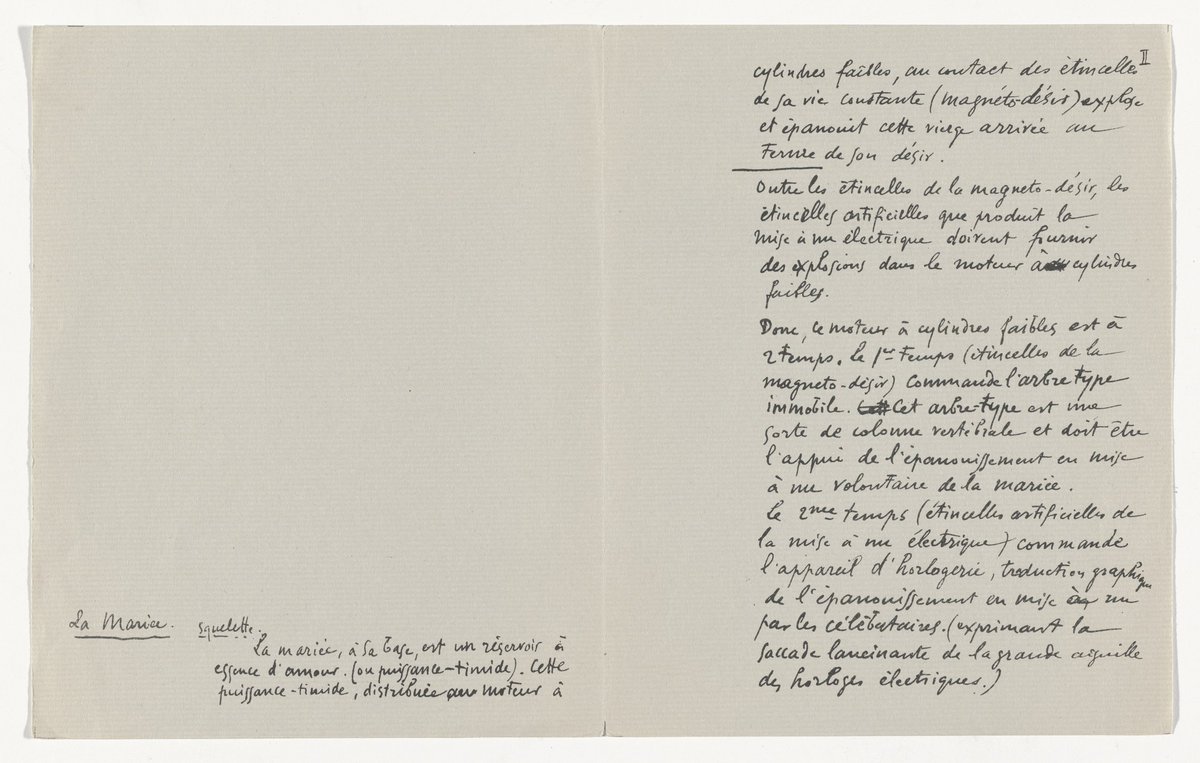 La Mariée. squelette.
La mariée, à sa base, est un réservoir à
essence d'amour. (ou puissance-timide). Cette
puissance-timide, distribuée au moteur à
II
cylindres faibles, au contact des étincelles
de sa vie constante (magnéto-désir) explose
et épanouit cette vierge arrivée au
terme de son désir.
Outre les étincelles de la magneto-désir, les
étincelles artificielles que produit la
mise à nu électrique doivent fournir
des explosions dans le moteur à cylindres
faibles.
Donc, ce moteur à cylindres faibles est à
2 temps. le 1er temps (étincelles de la
magneto-désir) commande l'arbre type
immobile. Cet arbre-type est une
sorte de colonne vertébrale et doit être
l'appui de l'épanouissement en mise
à nu volontaire de la mariée.
le 2me temps (étincelles artificielles de
la mise à nu électrique) commande
l'appareil d'horlogerie, traduction graphique
de l'épanouissement en mise à nu
par les célibataires. (exprimant la
saccade lancinante de la grande aiguille
des horloges électriques.)